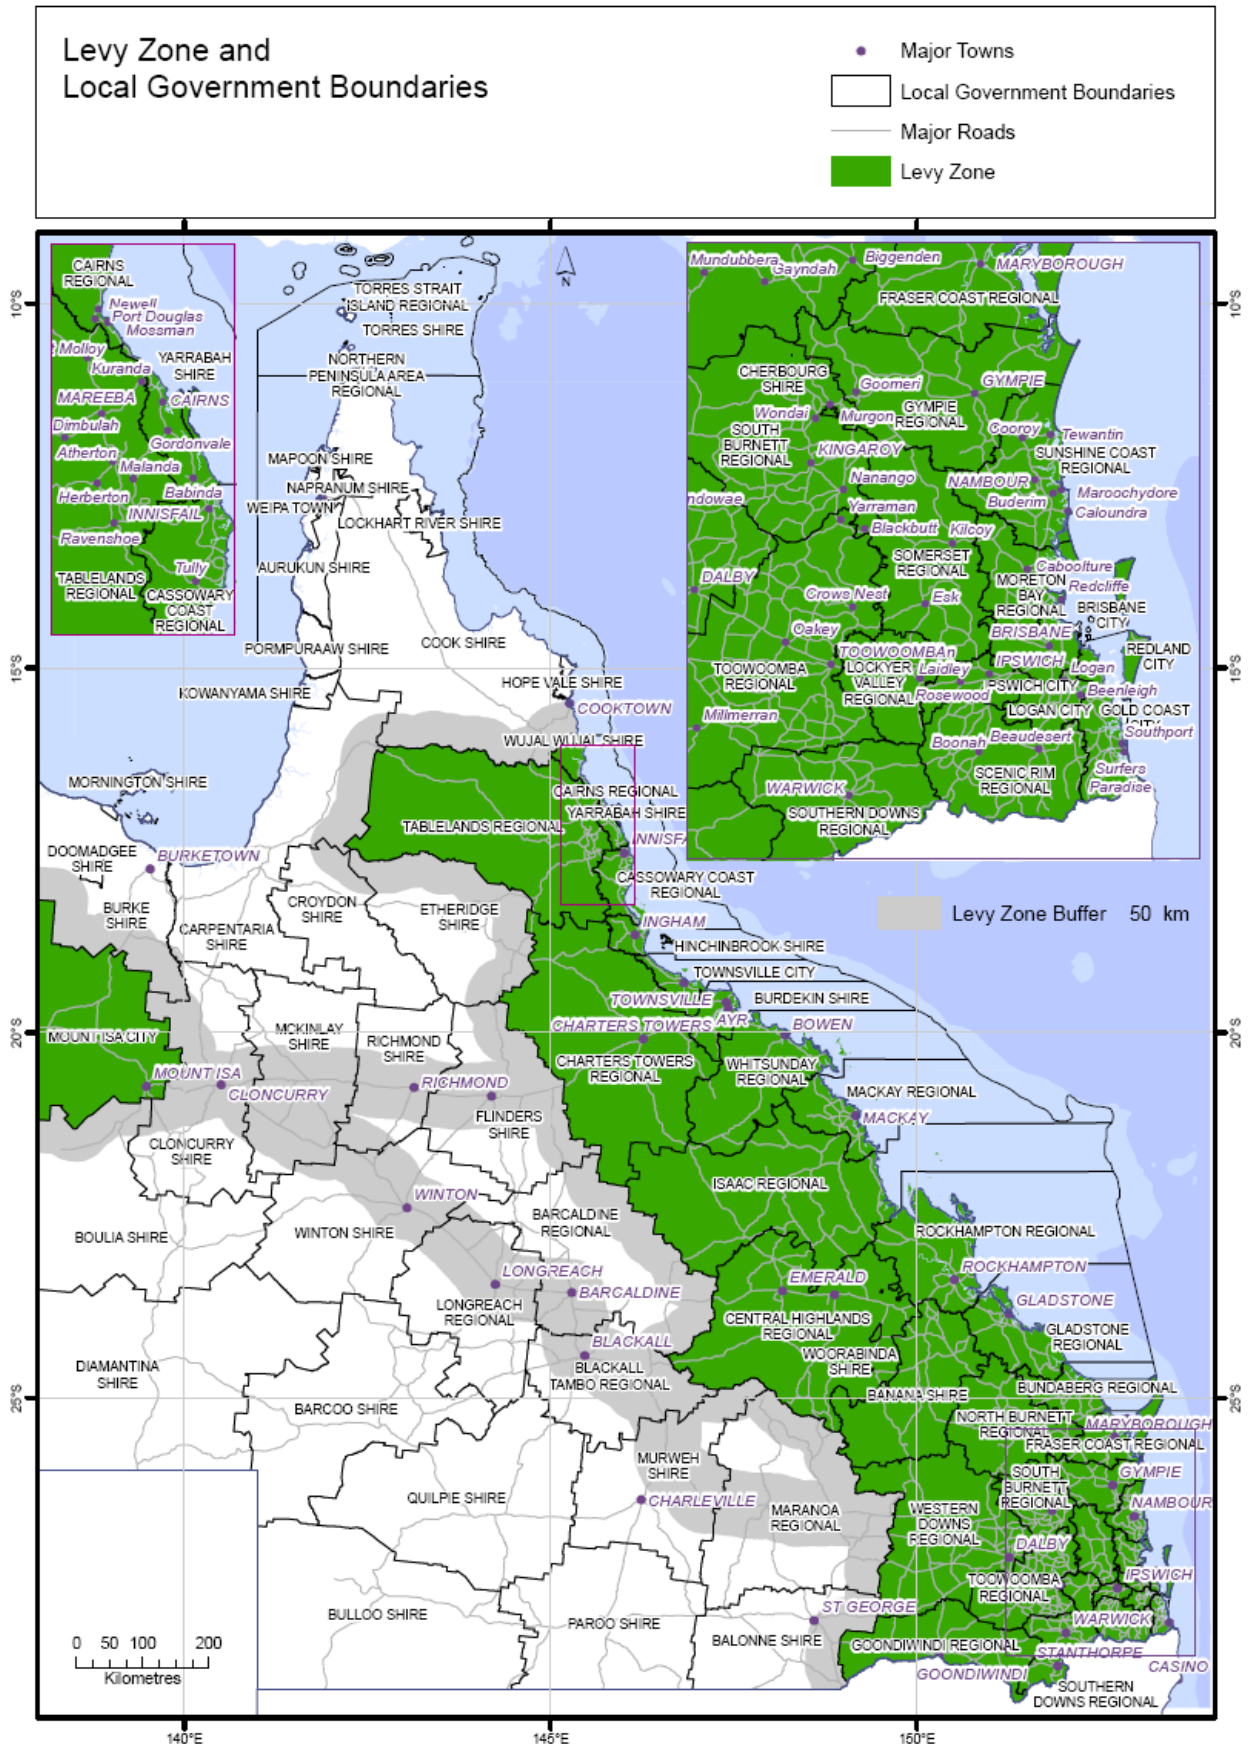 Levy Zone and
Local Government Boundaries
Major Towns
Local Government Boundaries
Major Roads
Levy Zone
10°S
15°S
20°S
25°S
10°S
15°S
20°S
25°S
140°E
145°E
150°E
N
CAIRNS
REGIONAL
Newell
Port Douglas
Mossman
Molloy
YARRABAH
SHIRE
Kuranda
MAREEBA
CAIRNS
Dimbulah
Gordonvale
Atherton
Malanda
Herberton
Babinda
INNISFAIL
Ravenshoe
Tully
TABLELANDS
REGIONAL
CASSOWARY
COAST
REGIONAL
TORRES STRAIT
ISLAND REGIONAL
TORRES SHIRE
NORTHERN
PENINSULA AREA
REGIONAL
MAPOON SHIRE
NAPRANUM SHIRE
WEIPA TOWN
LOCKHART RIVER SHIRE
AURUKUN SHIRE
COOK SHIRE
PORMPURAAW SHIRE
HOPE VALE SHIRE
KOWANYAMA SHIRE
COOKTOWN
WUJAL WUJAL SHIRE
MORNINGTON SHIRE
CAIRNS REGIONAL
YARRABAH SHIRE
TABLELANDS REGIONAL
INNISFA
DOOMADGEE
SHIRE
BURKETOWN
CASSOWARY COAST
REGIONAL
BURKE
SHIRE
CROYDON
SHIRE
ETHERIDGE
SHIRE
CARPENTARIA
SHIRE
INGHAM
HINCHINBROOK SHIRE
TOWNSVILLE CITY
TOWNSVILLE
BURDEKIN SHIRE
MOUNT ISA CITY
MCKINLAY
SHIRE
RICHMOND
SHIRE
CHARTERS TOWERS
AYR
BOWEN
CHARTERS TOWERS
REGIONAL
WHITSUNDAY
REGIONAL
MOUNT ISA
CLONCURRY
RICHMOND
FLINDERS
SHIRE
MACKAY REGIONAL
MACKAY
CLONCURRY
SHIRE
WINTON
ISAAC REGIONAL
BOULIA SHIRE
WINTON SHIRE
BARCALDINE
REGIONAL
ROCKHAMPTON REGIONAL
LONGREACH
BARCALDINE
EMERALD
ROCKHAMPTON
LONGREACH
REGIONAL
GLADSTONE
CENTRAL HIGHLANDS
REGIONAL
GLADSTONE
REGIONAL
BLACKALL
WOORABINDA
SHIRE
DIAMANTINA
SHIRE
BLACKALL
TAMBO REGIONAL
BANANA SHIRE
BUNDABERG REGIONAL
BARCOO SHIRE
NORTH BURNETT
REGIONAL
MARYBOROUGH
FRASER COAST REGIONAL
MURWEH
SHIRE
SOUTH
BURNETT
REGIONAL
GYMPIE
QUILPIE SHIRE
CHARLEVILLE
MARANOA
REGIONAL
WESTERN
DOWNS
REGIONAL
NAMBOUR
DALBY
TOOWOOMBA
REGIONAL
IPSWICH
BULLOO SHIRE
PAROO SHIRE
ST GEORGE
BALONNE SHIRE
WARWICK
GOONDIWINDI REGIONAL
STANTHORPE
GOONDIWINDI
CASINO
SOUTHERN
DOWNS REGIONAL
0 50 100 200
Kilometres
Levy Zone Buffer 50 km
Mundubbera
Gayndah
Biggenden
MARYBOROUGH
FRASER COAST REGIONAL
CHERBOURG
SHIRE
Goomeri
GYMPIE
Wondai
Murgon
GYMPIE
REGIONAL
Cooroy
Tewantin
SOUTH
BURNETT
REGIONAL
KINGAROY
SUNSHINE COAST
REGIONAL
Nanango
NAMBOUR
Maroochydore
ndowae
Yarraman
Buderim
Caloundra
Blackbutt
Kilcoy
SOMERSET
REGIONAL
Caboolture
DALBY
MORETON
BAY
REGIONAL
Redcliffe
Crows Nest
Esk
BRISBANE
CITY
Oakey
BRISBANE
TOOWOOMBA
REDLAND
CITY
TOOWOOMBA
REGIONAL
LOCKYER
VALLEY
REGIONAL
Laidley
IPSWICH
Logan
PSWICH CITY
Rosewood
Beenleigh
Millmerran
LOGAN CITY
GOLD COAST
CITY
Southport
Boonah
Beaudesert
SCENIC RIM
REGIONAL
Surfers
Paradise
WARWICK
SOUTHERN DOWNS
REGIONAL